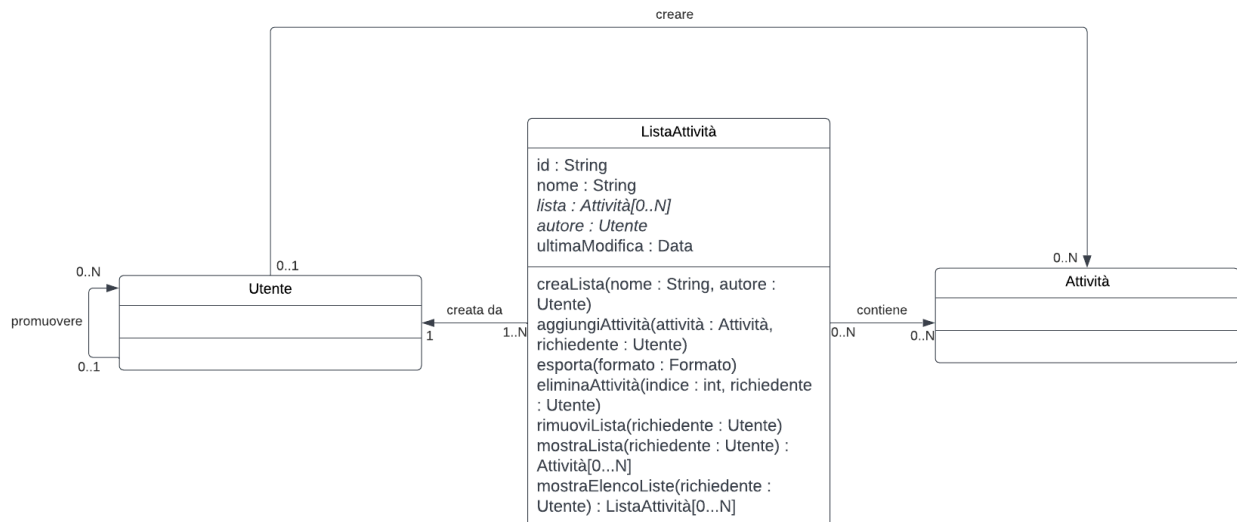 creare
ListaAttività
id : String
nome : String
lista : Attività[0..N]
autore : Utente
ultimaModifica : Data
creaLista(nome : String, autore :
Utente)
aggiungiAttività(attività : Attività,
richiedente : Utente)
esporta(formato : Formato)
eliminaAttività(indice : int, richiedente
: Utente)
rimuoviLista(richiedente : Utente)
mostraLista(richiedente : Utente) :
Attività[0...N]
mostraElencoListe(richiedente :
Utente) : ListaAttività[0...N]
0..N
0..1
Utente
promuovere
0..1
creata da
1
1..N
contiene
0..N
0..N
0..N
Attività